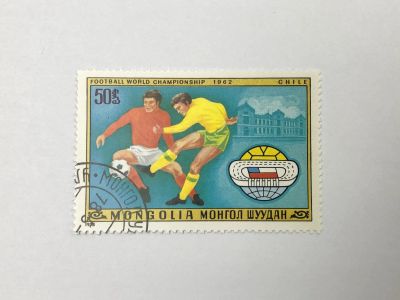 FOOTBALL WORLD CHAMPIONSHIP 1962 CHILE
50
MONGOLIA МОНГОЛ ШУУДАН